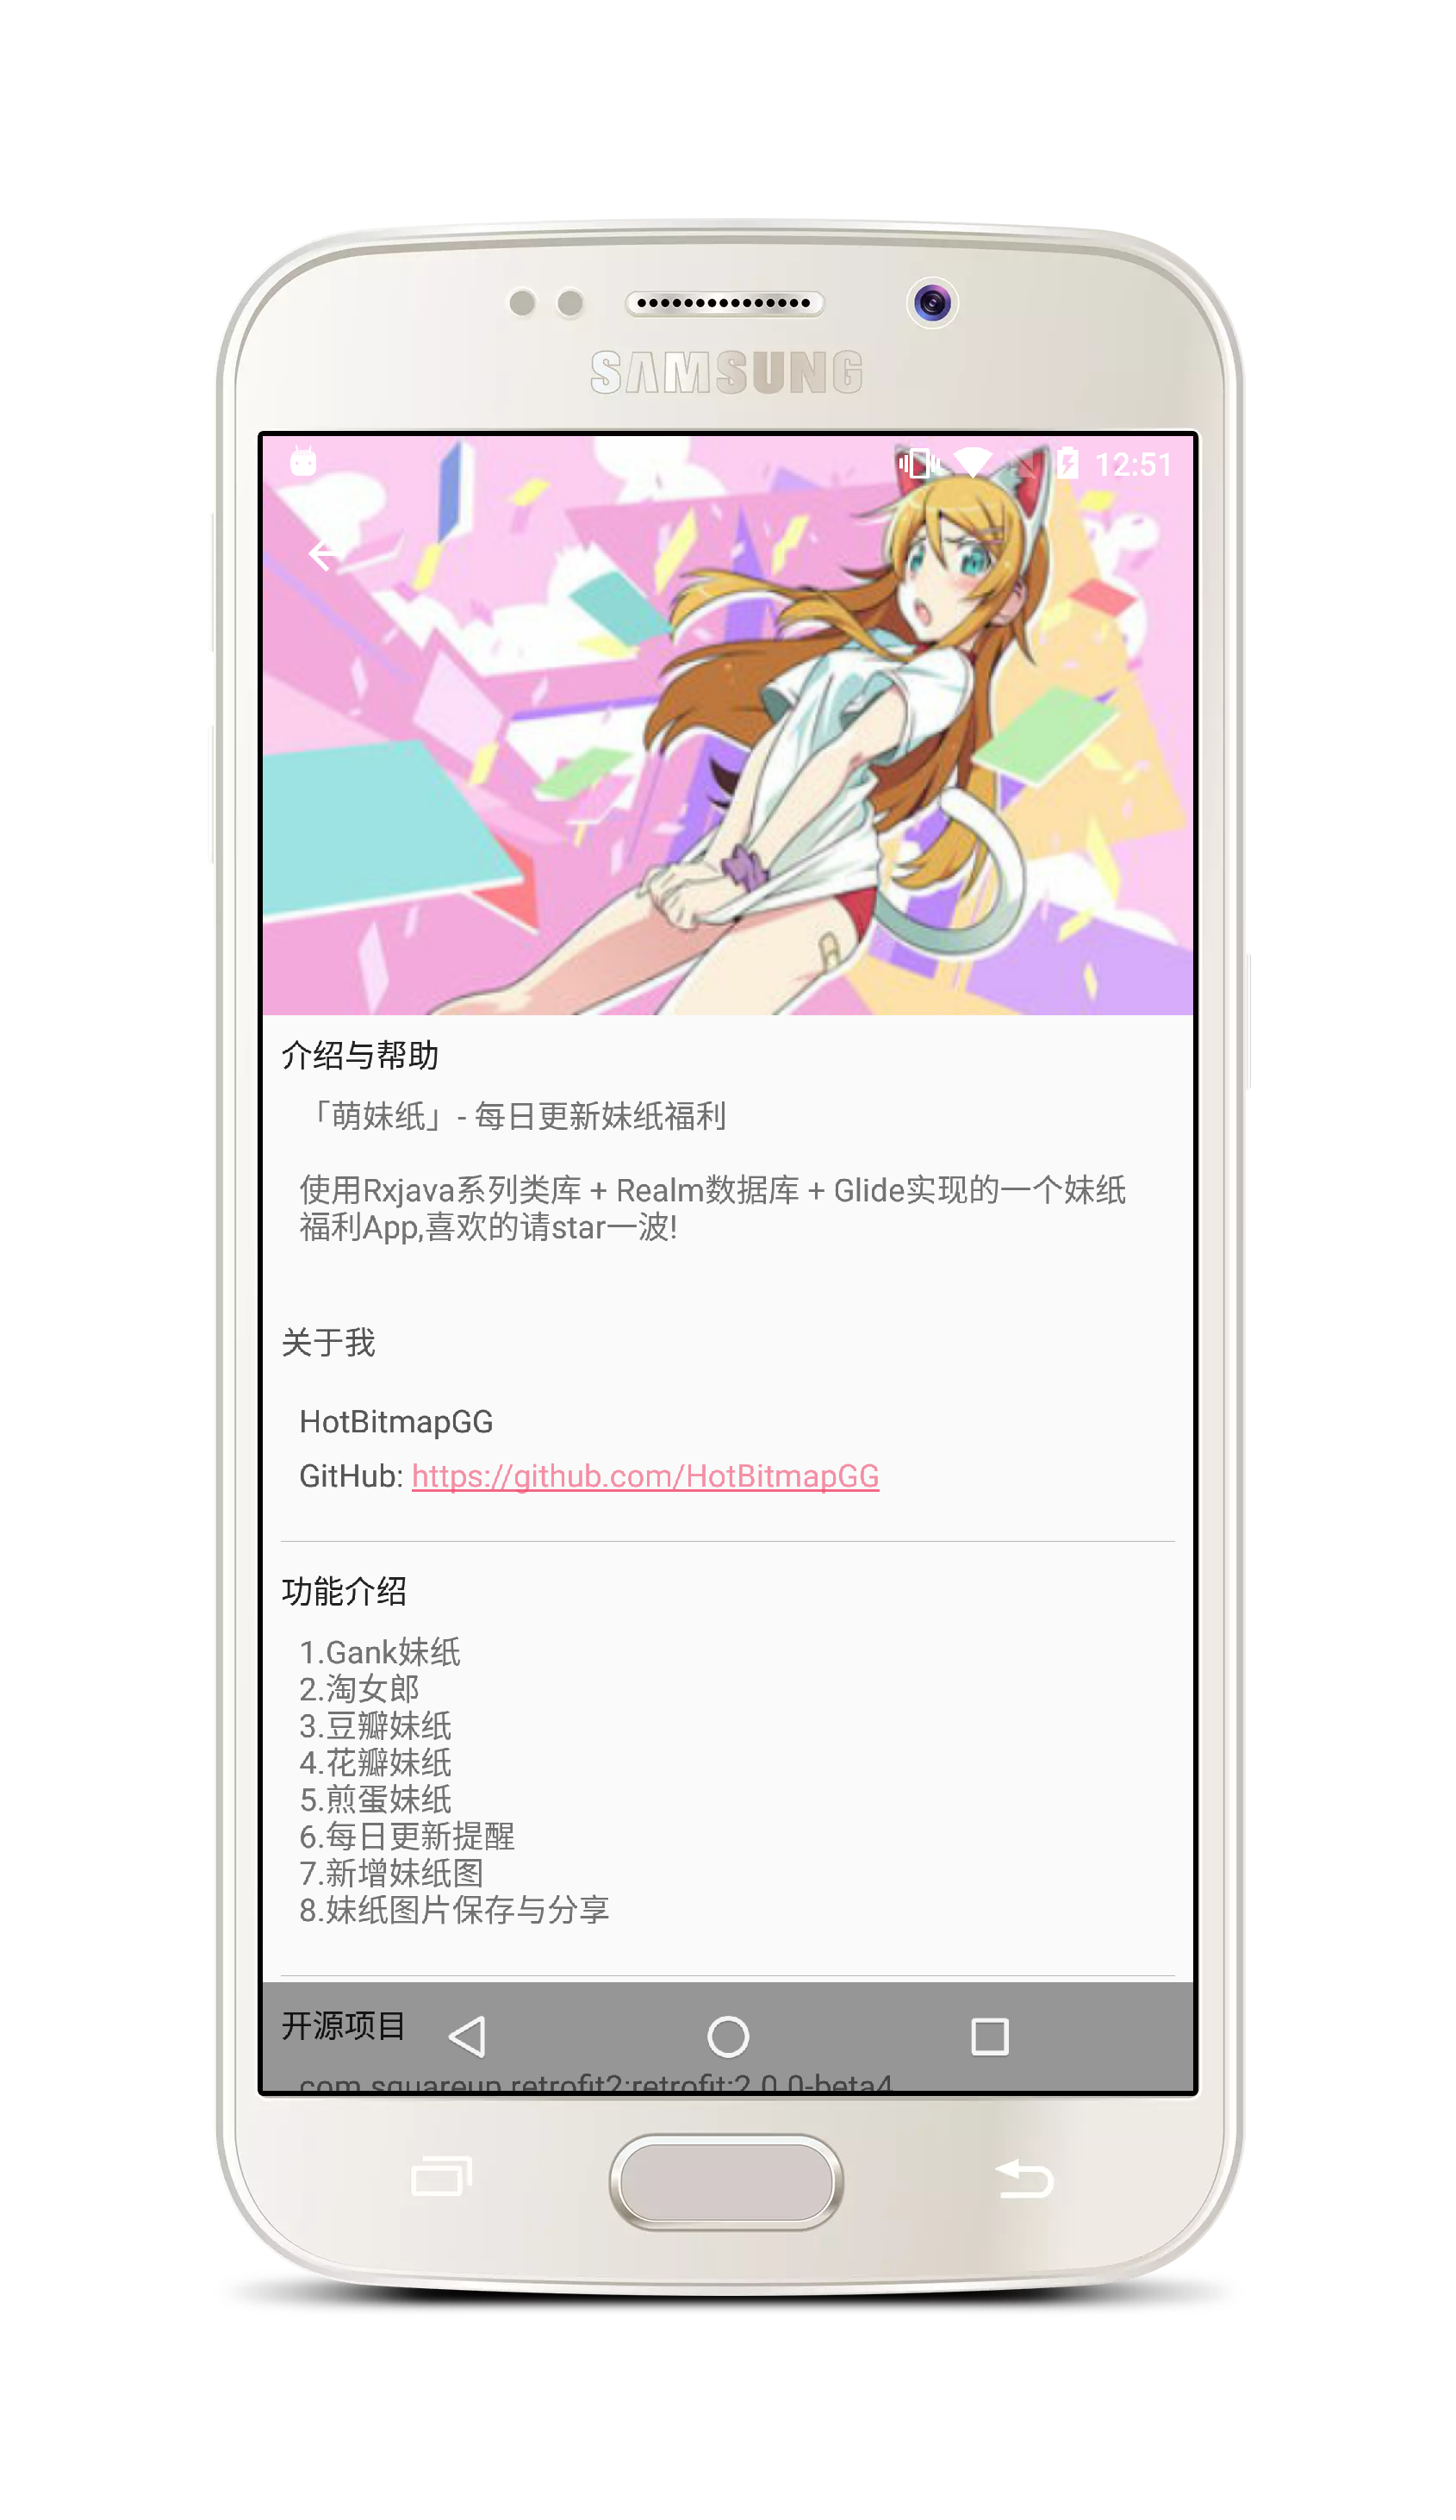 SAMSUNG
12:51
介绍与帮助
「萌妹纸」- 每日更新妹纸福利
使用Rxjava系列类库 + Realm数据库 + Glide实现的一个妹纸
福利App,喜欢的请star一波!
关于我
HotBitmapGG
GitHub: https://github.com/HotBitmapGG
功能介绍
1.Gank妹纸
2.淘女郎
3.豆瓣妹纸
4.花瓣妹纸
5.煎蛋妹纸
6.每日更新提醒
7.新增妹纸图
8.妹纸图片保存与分享
开源项目
com.squareup.retrofit2:retrofit:2.0.0-beta4